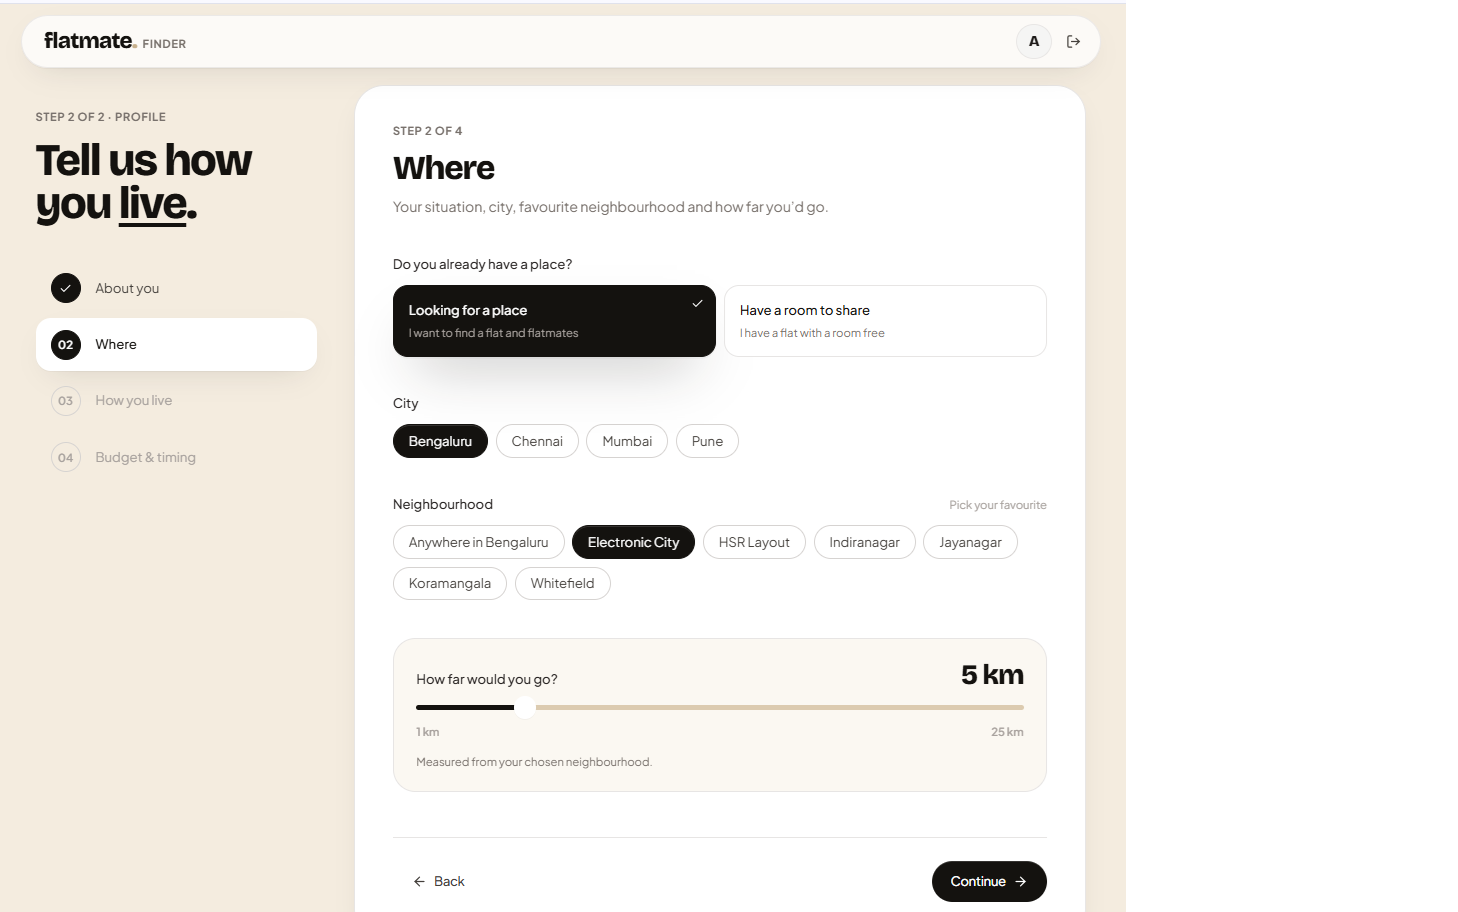 flatmate. FINDER
A
STEP 2 OF 2 · PROFILE
Tell us how
you live.
About you
02 Where
03 How you live
04 Budget & timing
STEP 2 OF 4
Where
Your situation, city, favourite neighbourhood and how far you’d go.
Do you already have a place?
Looking for a place
I want to find a flat and flatmates
Have a room to share
I have a flat with a room free
City
Bengaluru Chennai Mumbai Pune
Neighbourhood Pick your favourite
Anywhere in Bengaluru Electronic City HSR Layout Indiranagar Jayanagar
Koramangala Whitefield
How far would you go? 5 km
1 km 25 km
Measured from your chosen neighbourhood.
← Back Continue →